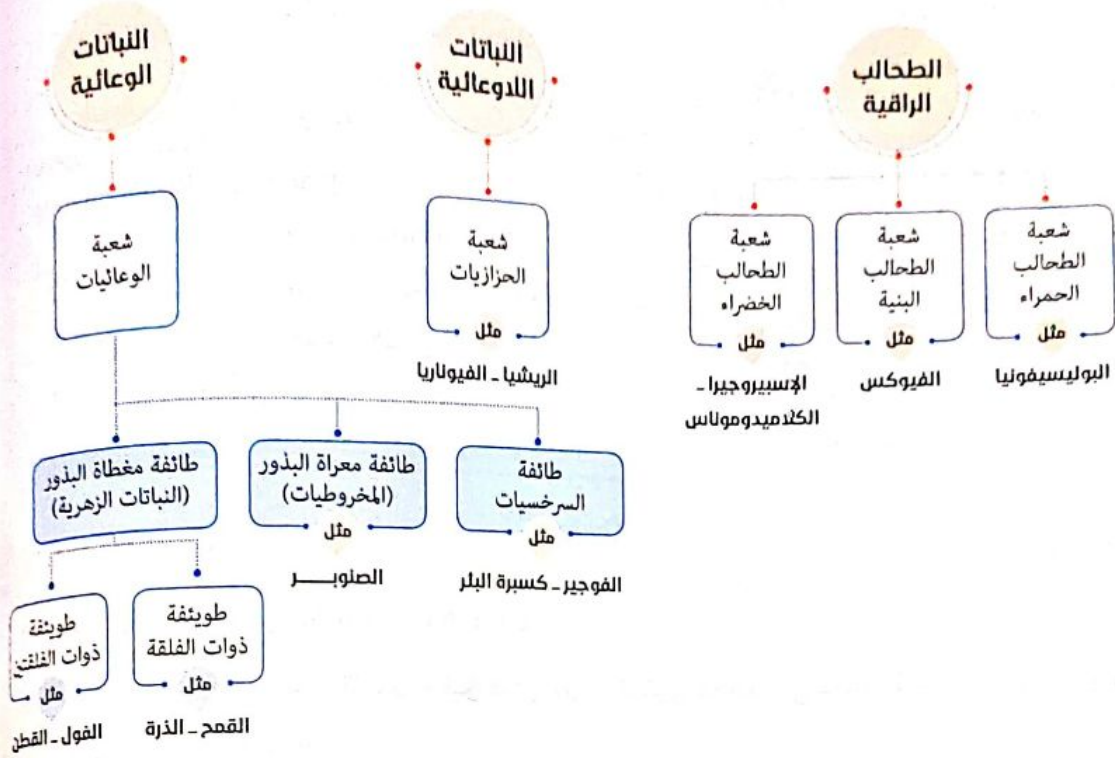 الطحالب
الراقية
شعبة
الطحالب
الحمراء
مثل
البوليسيفونيا
شعبة
الطحالب
البنية
مثل
الفيوكس
شعبة
الطحالب
الخضراء
مثل
الإسبيروجيرا -
الكلاميدوموناس
النباتات
اللاوعائية
شعبة
الحزازيات
مثل
الريشيا - الفيوناريا
النباتات
الوعائية
شعبة
الوعائيات
طائفة
السرخسيات
مثل
الفوجير - كسبرة البئر
طائفة معراة البذور
(المخروطيات)
مثل
الصنوبـــر
طائفة مغطاة البذور
(النباتات الزهرية)
طويئفة
ذوات الفلقة
مثل
القمح - الذرة
طويئفة
ذوات
مثل
الفول - القطن